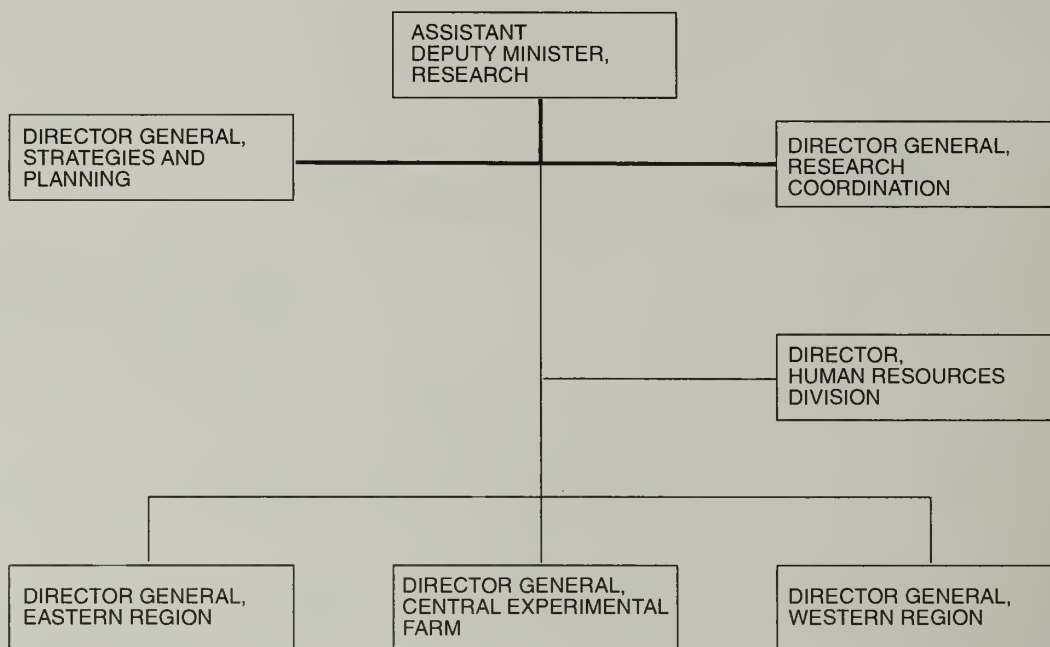 ASSISTANT
DEPUTY MINISTER,
RESEARCH
DIRECTOR GENERAL,
STRATEGIES AND
PLANNING
DIRECTOR GENERAL,
RESEARCH
COORDINATION
DIRECTOR,
HUMAN RESOURCES
DIVISION
DIRECTOR GENERAL,
EASTERN REGION
DIRECTOR GENERAL,
CENTRAL EXPERIMENTAL
FARM
DIRECTOR GENERAL,
WESTERN REGION